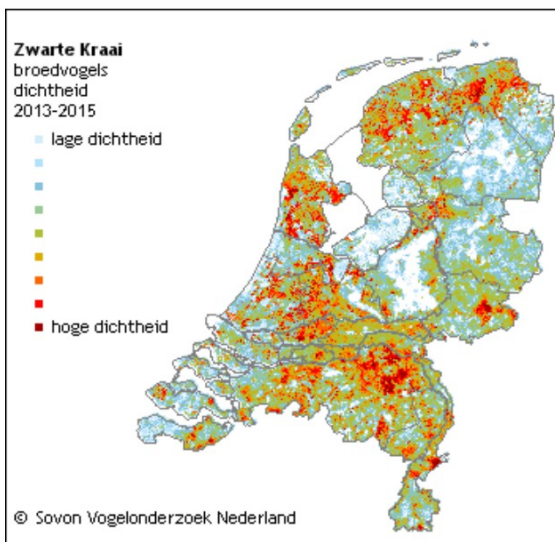 Zwarte Kraai
broedvogels
dichtheid
2013-2015
lage dichtheid
hoge dichtheid
© Sovon Vogelonderzoek Nederland